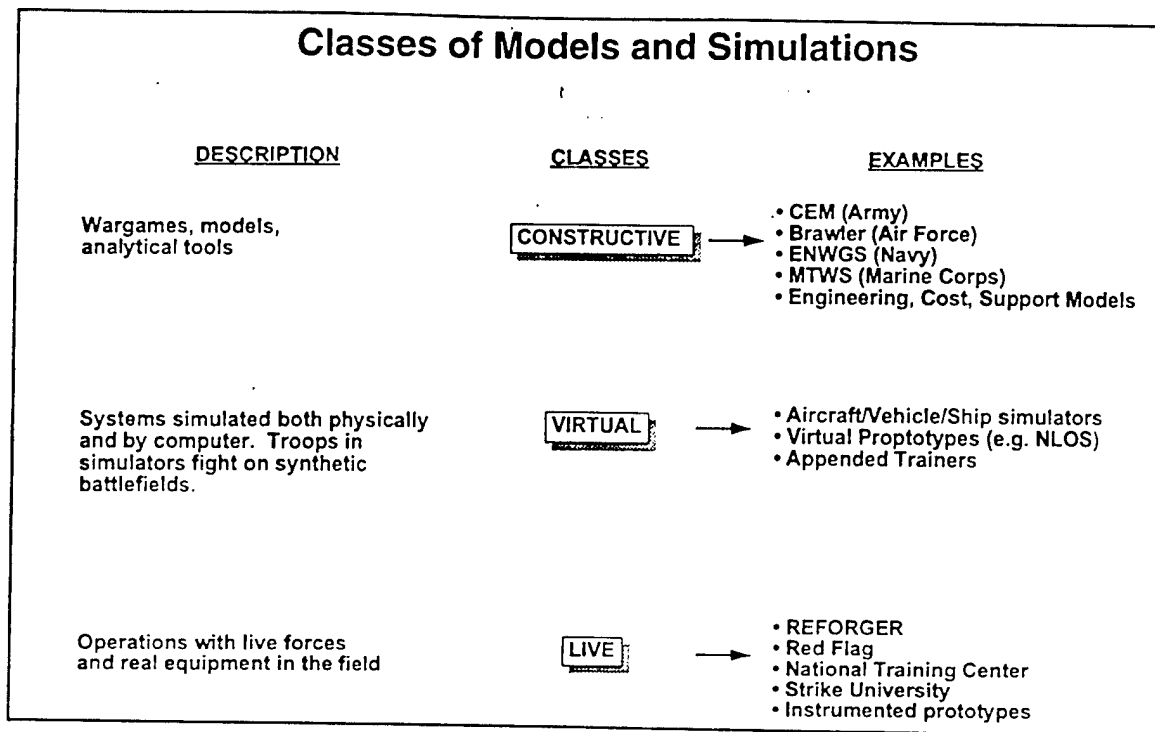 Classes of Models and Simulations
DESCRIPTION
CLASSES
EXAMPLES
Wargames, models,
analytical tools
CONSTRUCTIVE
• CEM (Army)
• Brawler (Air Force)
• ENWGS (Navy)
• MTWS (Marine Corps)
• Engineering, Cost, Support Models
Systems simulated both physically
and by computer. Troops in
simulators fight on synthetic
battlefields.
VIRTUAL
• Aircraft/Vehicle/Ship simulators
• Virtual Proptotypes (e.g. NLOS)
• Appended Trainers
Operations with live forces
and real equipment in the field
LIVE
• REFORGER
• Red Flag
• National Training Center
• Strike University
• Instrumented prototypes